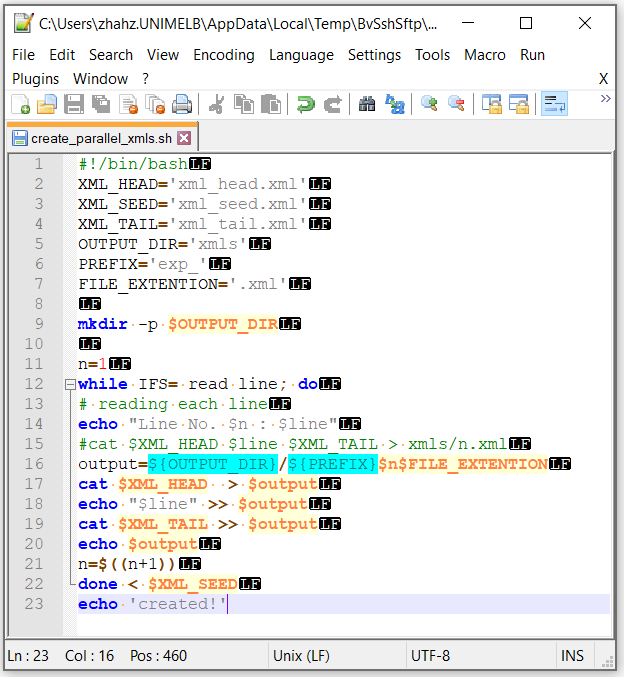 C:\Users\zhahz.UNIMELB\AppData\Local\Temp\BvSshSftp\...
File Edit Search View Encoding Language Settings Tools Macro Run
Plugins Window ? X
create_parallel_xmls.sh
1 #!/bin/bashLF
2 XML_HEAD='xml_head.xml'LF
3 XML_SEED='xml_seed.xml'LF
4 XML_TAIL='xml_tail.xml'LF
5 OUTPUT_DIR='xmls'LF
6 PREFIX='exp_'LF
7 FILE_EXTENTION='.xml'LF
8 LF
9 mkdir -p $OUTPUT_DIRLF
10 LF
11 n=1LF
12 while IFS= read line; doLF
13 # reading each lineLF
14 echo "Line No. $n : $line"LF
15 #cat $XML_HEAD $line $XML_TAIL > xmls/n.xmlLF
16 output=${OUTPUT_DIR}/${PREFIX}$n$FILE_EXTENTIONLF
17 cat $XML_HEAD  > $outputLF
18 echo "$line" >> $outputLF
19 cat $XML_TAIL >> $outputLF
20 echo $outputLF
21 n=$((n+1))LF
22 done < $XML_SEEDLF
23 echo 'created!'
Ln : 23 Col : 16 Pos : 460 Unix (LF) UTF-8 INS